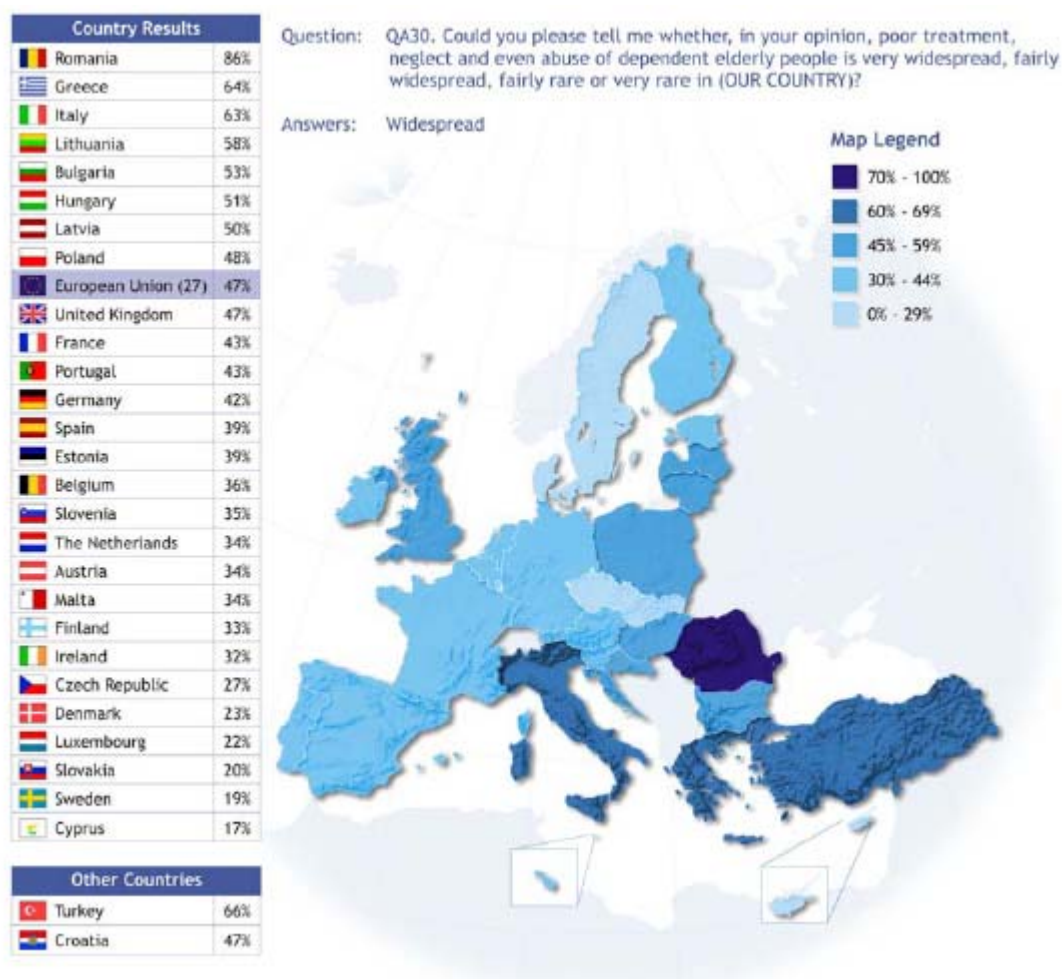 Country Results
Romania 86%
Greece 64%
Italy 63%
Lithuania 58%
Bulgaria 53%
Hungary 51%
Latvia 50%
Poland 48%
European Union (27) 47%
United Kingdom 47%
France 43%
Portugal 43%
Germany 42%
Spain 39%
Estonia 39%
Belgium 36%
Slovenia 35%
The Netherlands 34%
Austria 34%
Malta 34%
Finland 33%
Ireland 32%
Czech Republic 27%
Denmark 23%
Luxembourg 22%
Slovakia 20%
Sweden 19%
Cyprus 17%
Other Countries
Turkey 66%
Croatia 47%
Question: QA30. Could you please tell me whether, in your opinion, poor treatment,
neglect and even abuse of dependent elderly people is very widespread, fairly
widespread, fairly rare or very rare in (OUR COUNTRY)?
Answers: Widespread
Map Legend
70% - 100%
60% - 69%
45% - 59%
30% - 44%
0% - 29%